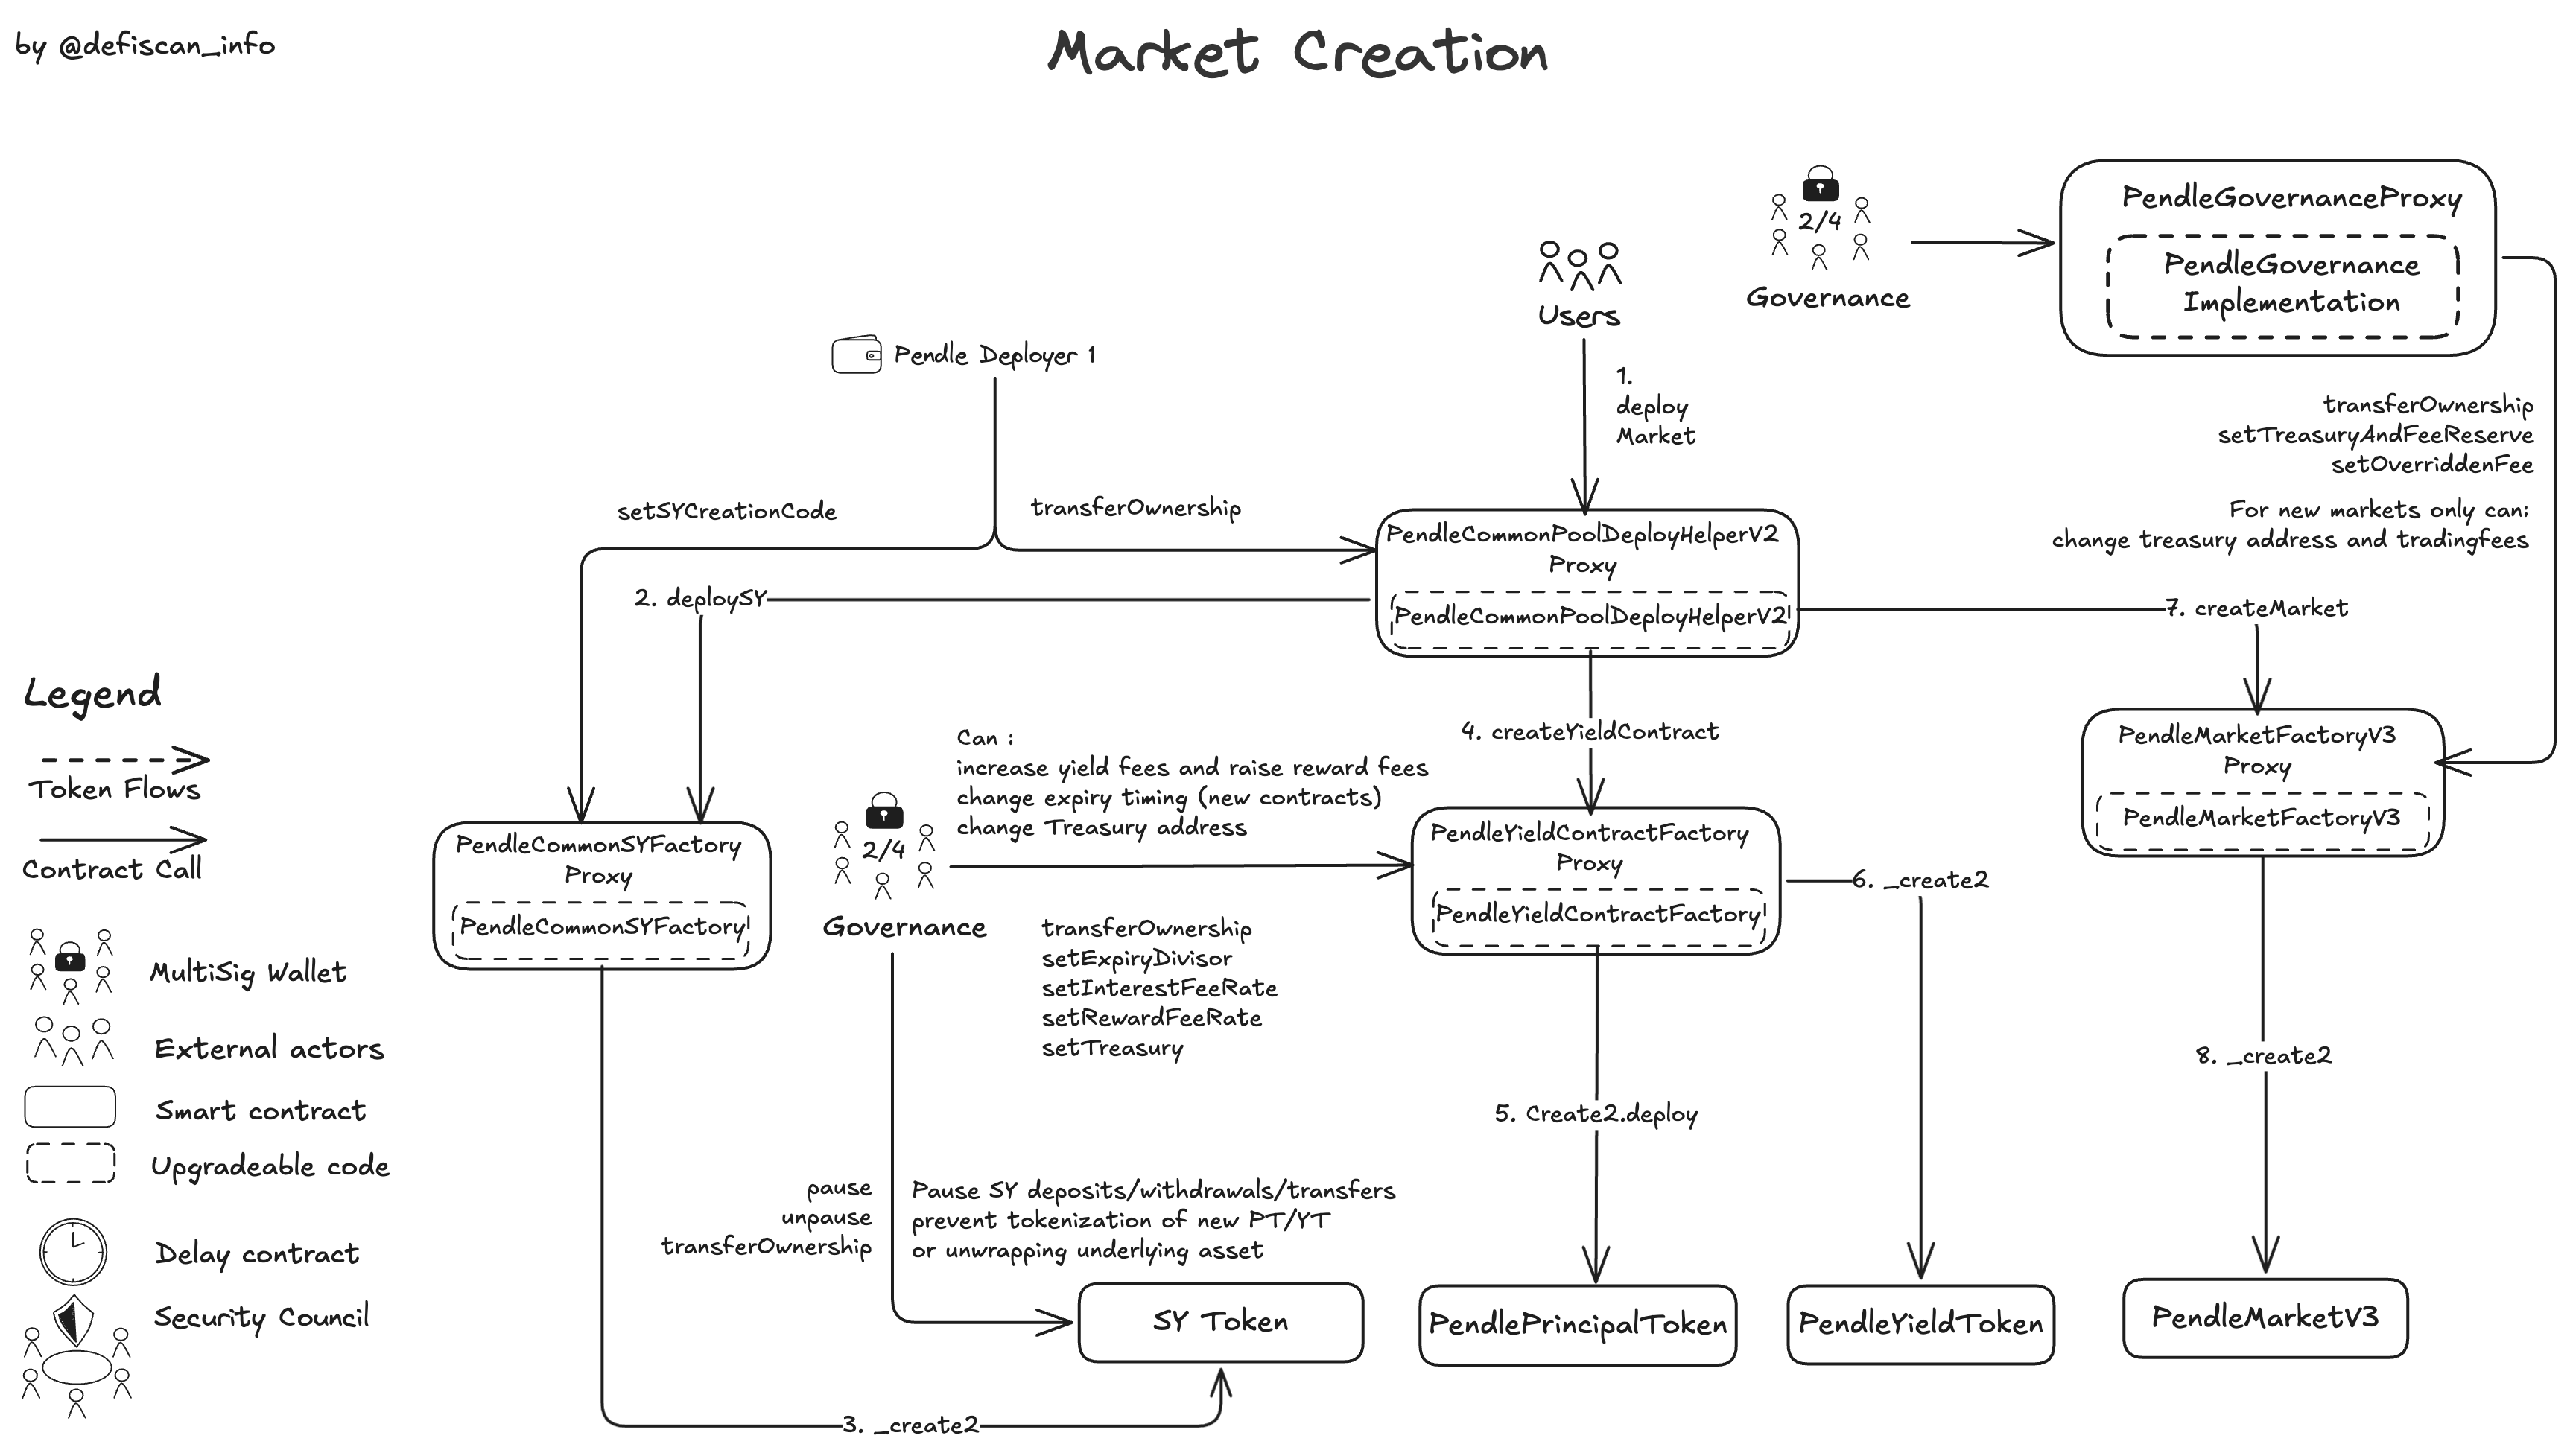 by @defiscan_info
Market Creation
2/4
Governance
PendleGovernanceProxy
PendleGovernance
Implementation
Users
Pendle Deployer 1
1.
deploy
Market
transferOwnership
setTreasuryAndFeeReserve
setOverriddenFee
For new markets only can:
change treasury address and tradingfees
setSYCreationCode
transferOwnership
PendleCommonPoolDeployHelperV2
Proxy
PendleCommonPoolDeployHelperV2
2. deploySY
7. createMarket
Legend
Token Flows
Contract Call
MultiSig Wallet
External actors
Smart contract
Upgradeable code
Delay contract
Security Council
4. createYieldContract
Can :
increase yield fees and raise reward fees
change expiry timing (new contracts)
change Treasury address
2/4
Governance
PendleCommonSYFactory
Proxy
PendleCommonSYFactory
PendleYieldContractFactory
Proxy
PendleYieldContractFactory
PendleMarketFactoryV3
Proxy
PendleMarketFactoryV3
6. _create2
transferOwnership
setExpiryDivisor
setInterestFeeRate
setRewardFeeRate
setTreasury
8. _create2
5. Create2.deploy
pause
unpause
transferOwnership
Pause SY deposits/withdrawals/transfers
prevent tokenization of new PT/YT
or unwrapping underlying asset
SY Token
PendlePrincipalToken
PendleYieldToken
PendleMarketV3
3. _create2